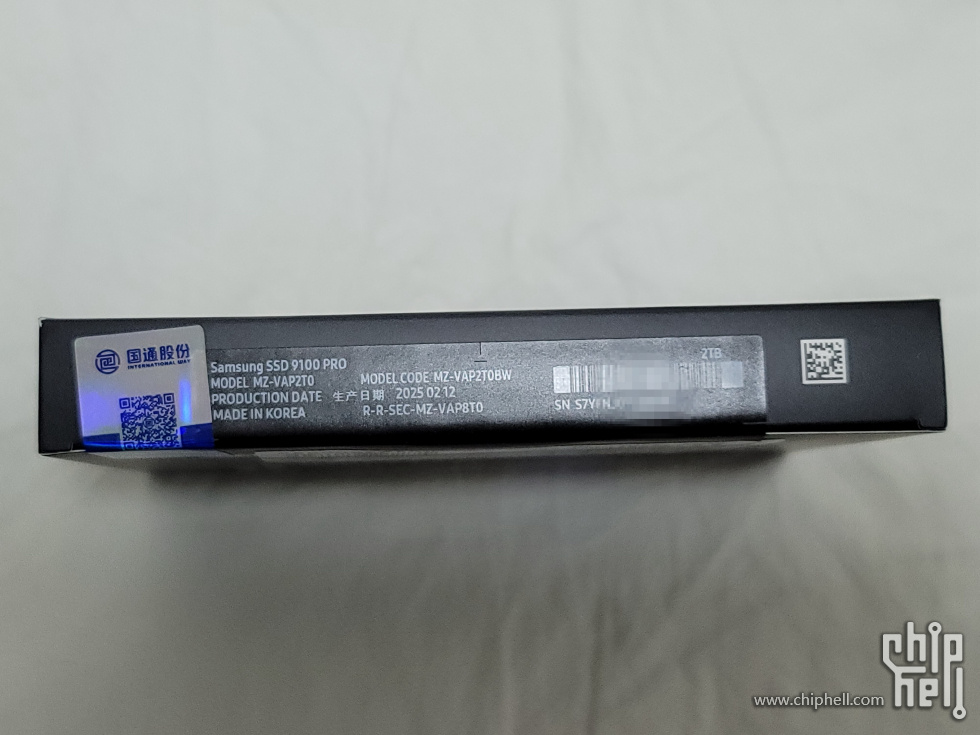 国通股份
INTERNATIONAL WAY
Samsung SSD 9100 PRO
MODEL MZ-VAP2T0
MODEL CODE MZ-VAP2T0BW
2TB
PRODUCTION DATE 生产日期 2025 02 12
MADE IN KOREA
R-R-SEC-MZ-VAP8T0
SN
chip
hell
www.chiphell.com